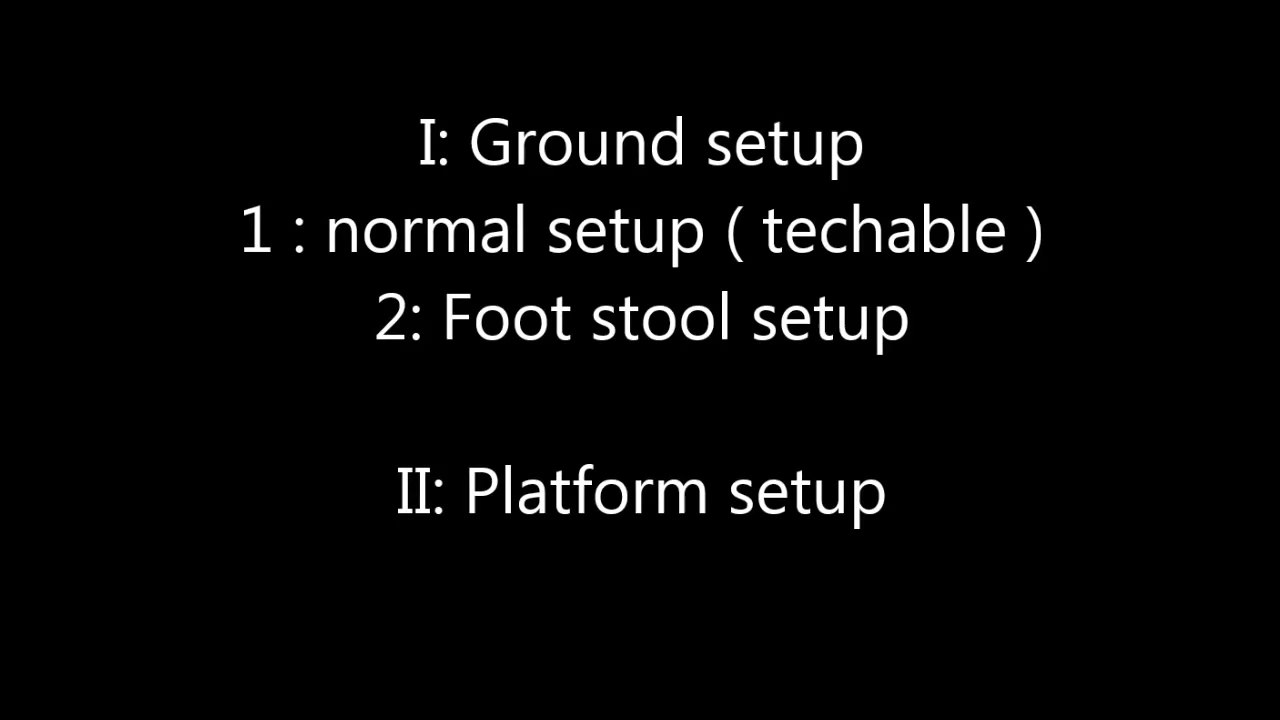 I: Ground setup
1 : normal setup ( techable )
2: Foot stool setup
II: Platform setup